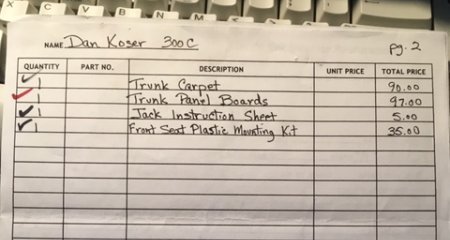 NAME Dan Koser 300C Pg. 2
QUANTITY PART NO. DESCRIPTION UNIT PRICE TOTAL PRICE
✓ 1 Trunk Carpet 90.00
✓ 1 Trunk Panel Boards 97.00
✓ 1 Jack Instruction Sheet 5.00
✓ 1 Front Seat Plastic Mounting Kit 35.00